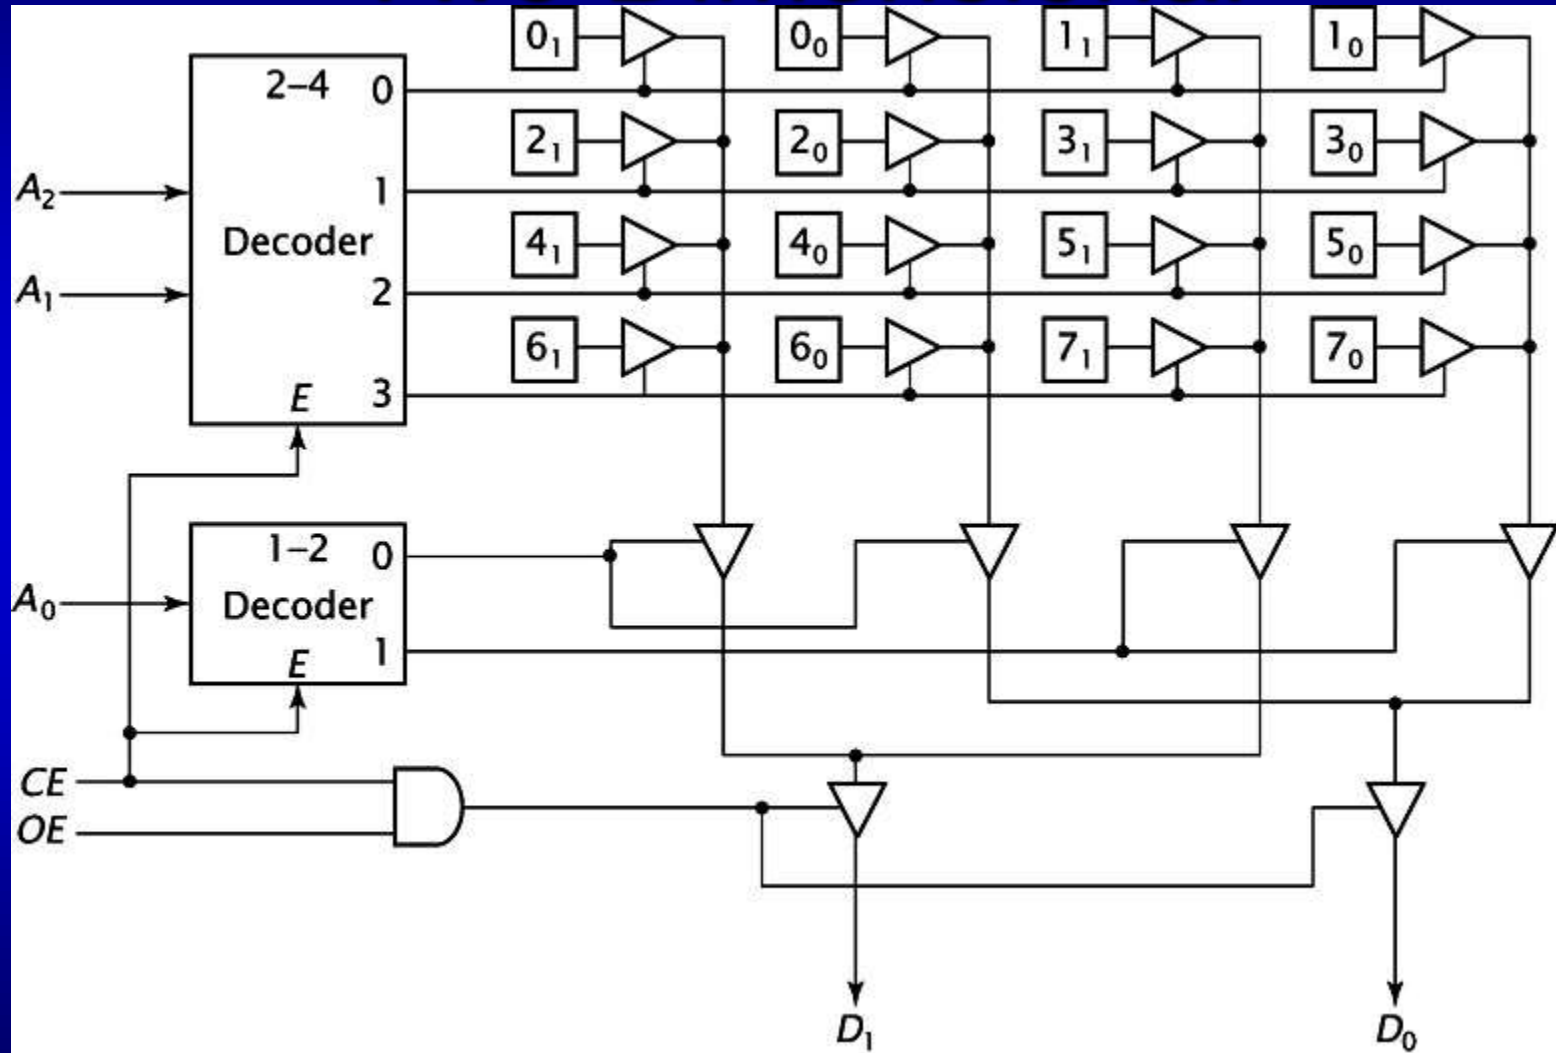 0₁ 0₀ 1₁ 1₀
2–4 0
2₁ 2₀ 3₁ 3₀
A₂ 1
Decoder
4₁ 4₀ 5₁ 5₀
A₁ 2
6₁ 6₀ 7₁ 7₀
E 3
1–2 0
A₀ Decoder
E 1
CE
OE
D₁ D₀